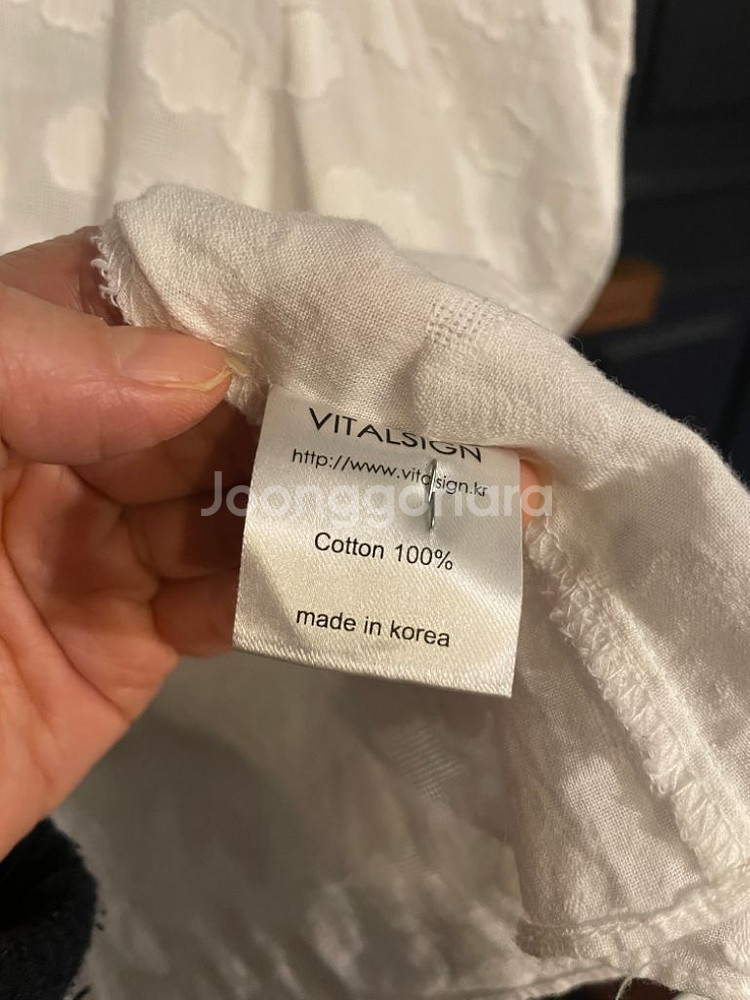 VITALSIGN
http://www.vitalsign.kr
Joonggonara
Cotton 100%
made in korea